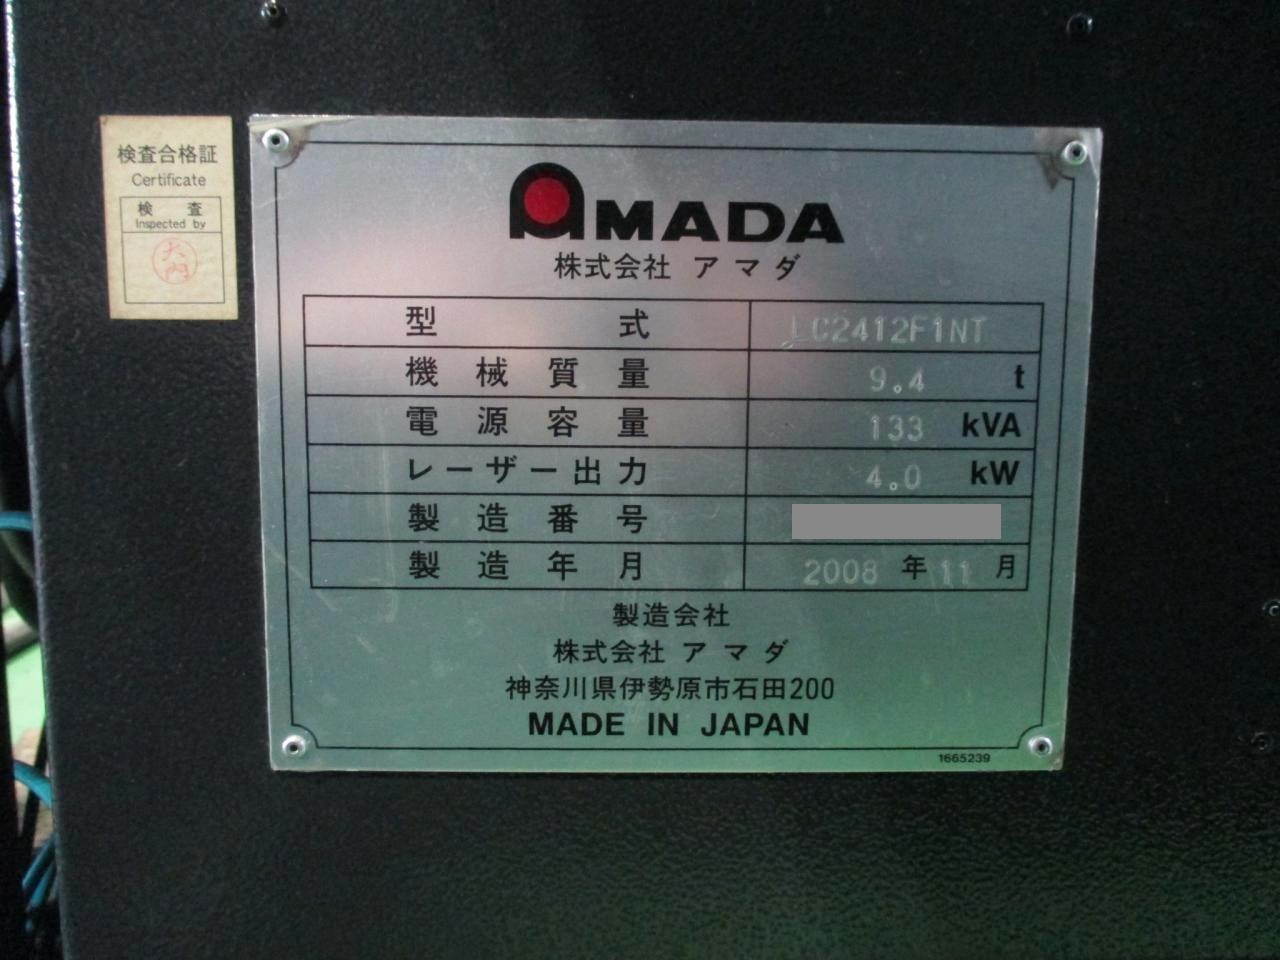 検査合格証
Certificate
検 査
Inspected by
大内
AMADA
株式会社 アマダ
型 式 LC2412F1NT
機械質量 9.4 t
電源容量 133 kVA
レーザー出力 4.0 kW
製造番号
製造年月 2008 年 11 月
製造会社
株式会社 アマダ
神奈川県伊勢原市石田200
MADE IN JAPAN
1665239